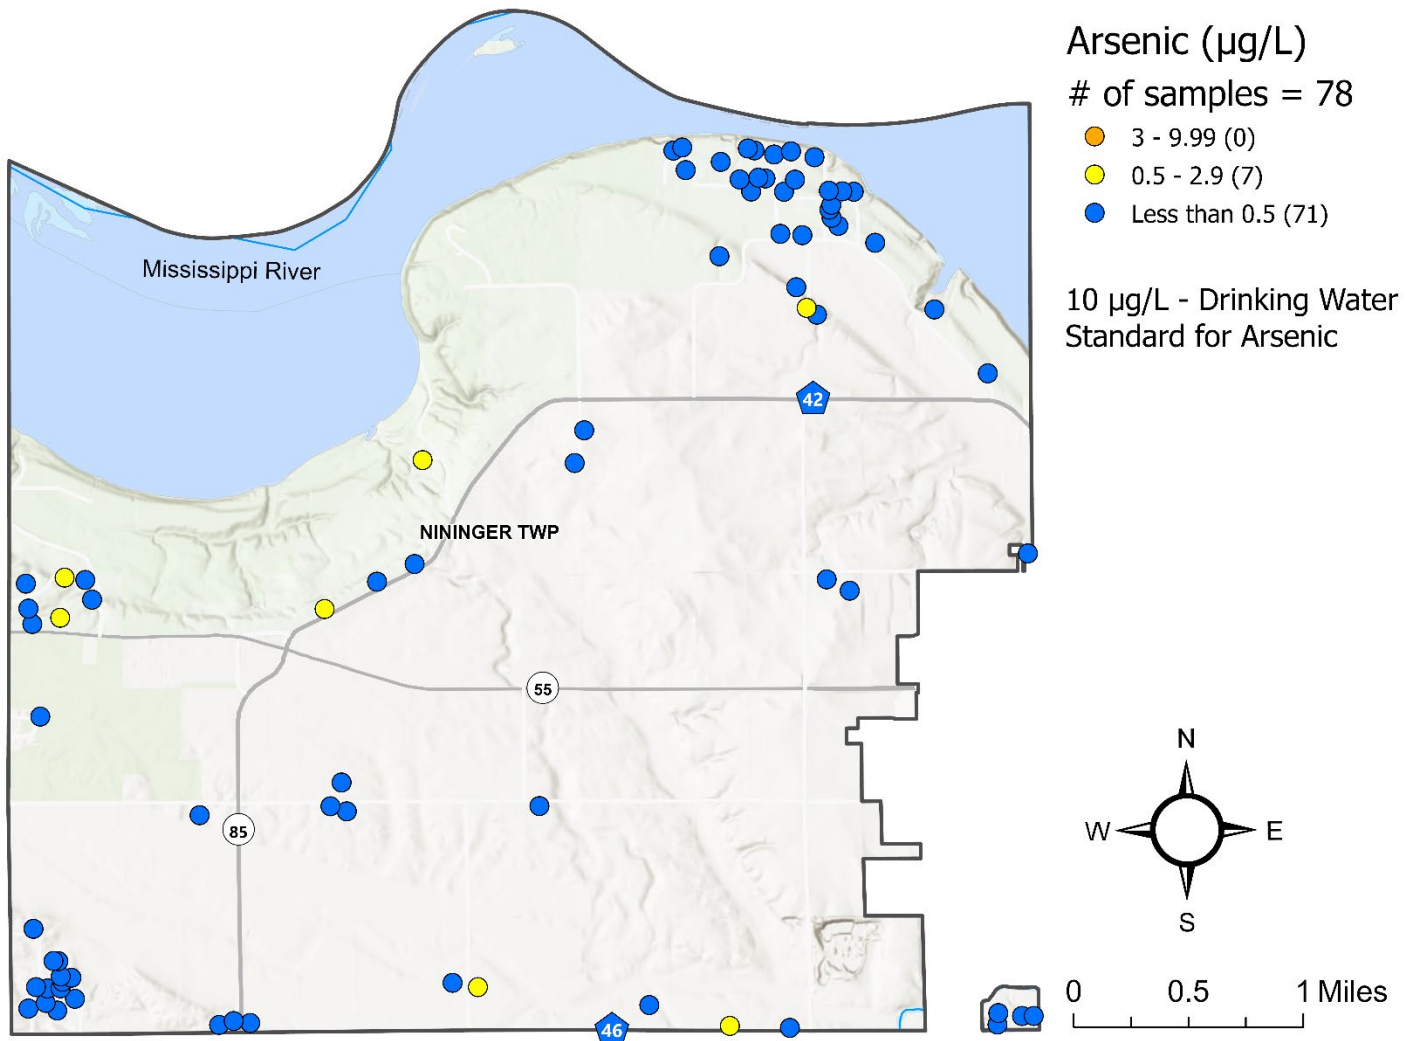 Arsenic (µg/L)
# of samples = 78
3 - 9.99 (0)
0.5 - 2.9 (7)
Less than 0.5 (71)
10 µg/L - Drinking Water
Standard for Arsenic
Mississippi River
42
NININGER TWP
55
85
46
N
W E
S
0 0.5 1 Miles